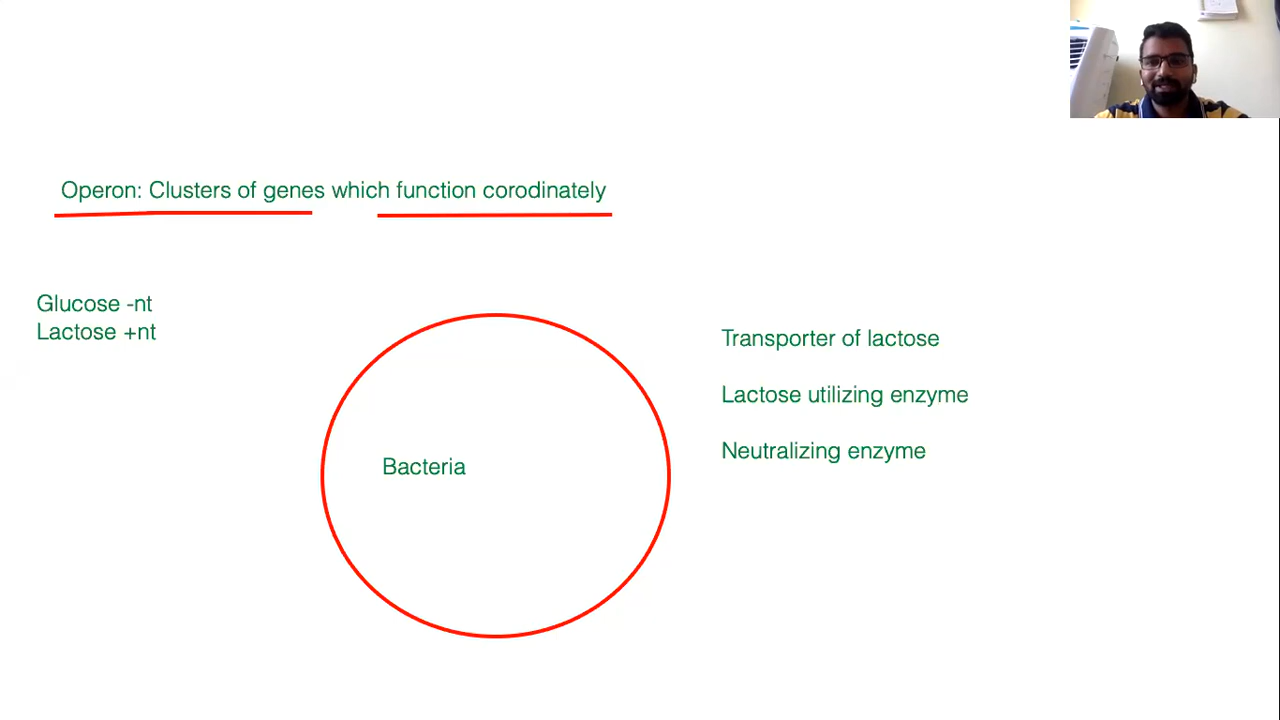 Operon: Clusters of genes which function corodinately
Glucose -nt
Lactose +nt
Transporter of lactose
Lactose utilizing enzyme
Neutralizing enzyme
Bacteria